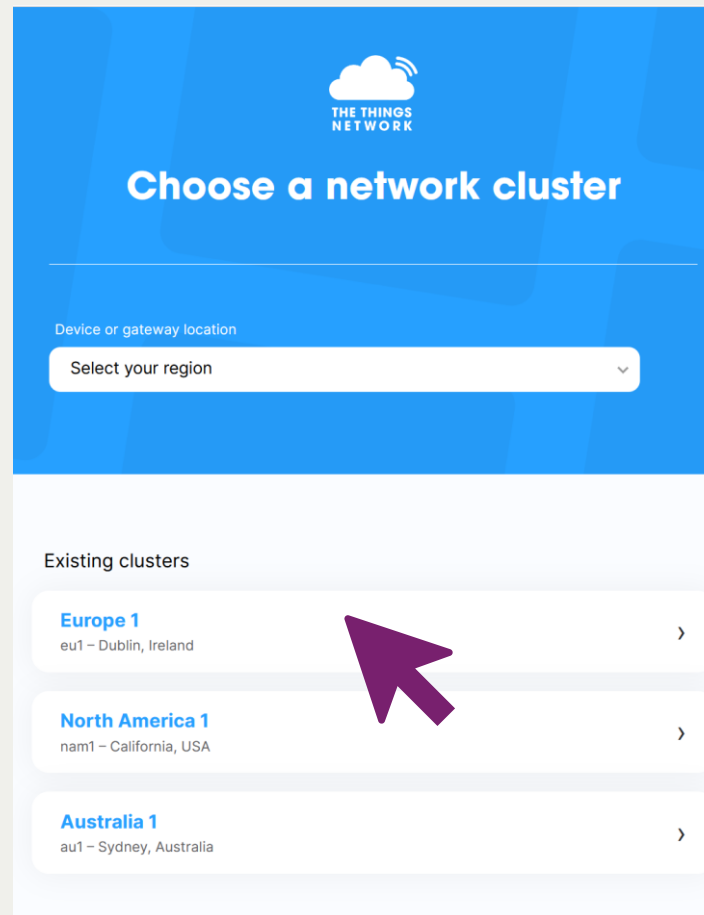 THE THINGS
NETWORK
Choose a network cluster
Device or gateway location
Select your region
Existing clusters
Europe 1
eu1 – Dublin, Ireland
North America 1
nam1 – California, USA
Australia 1
au1 – Sydney, Australia